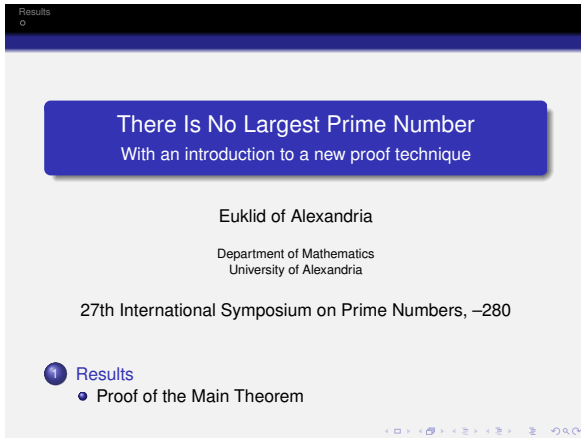 Results
There Is No Largest Prime Number
With an introduction to a new proof technique
Euklid of Alexandria
Department of Mathematics
University of Alexandria
27th International Symposium on Prime Numbers, –280
1 Results
Proof of the Main Theorem